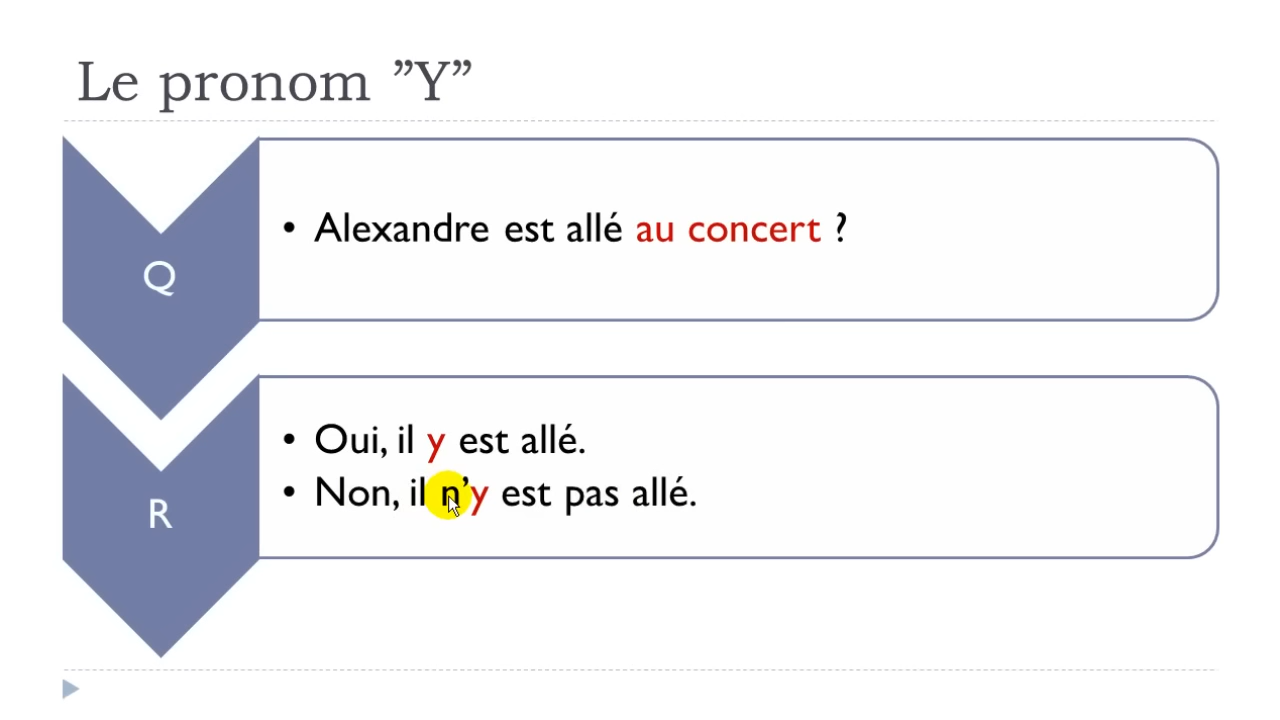 Le pronom ”Y”
Q
• Alexandre est allé au concert ?
R
• Oui, il y est allé.
• Non, il n’y est pas allé.